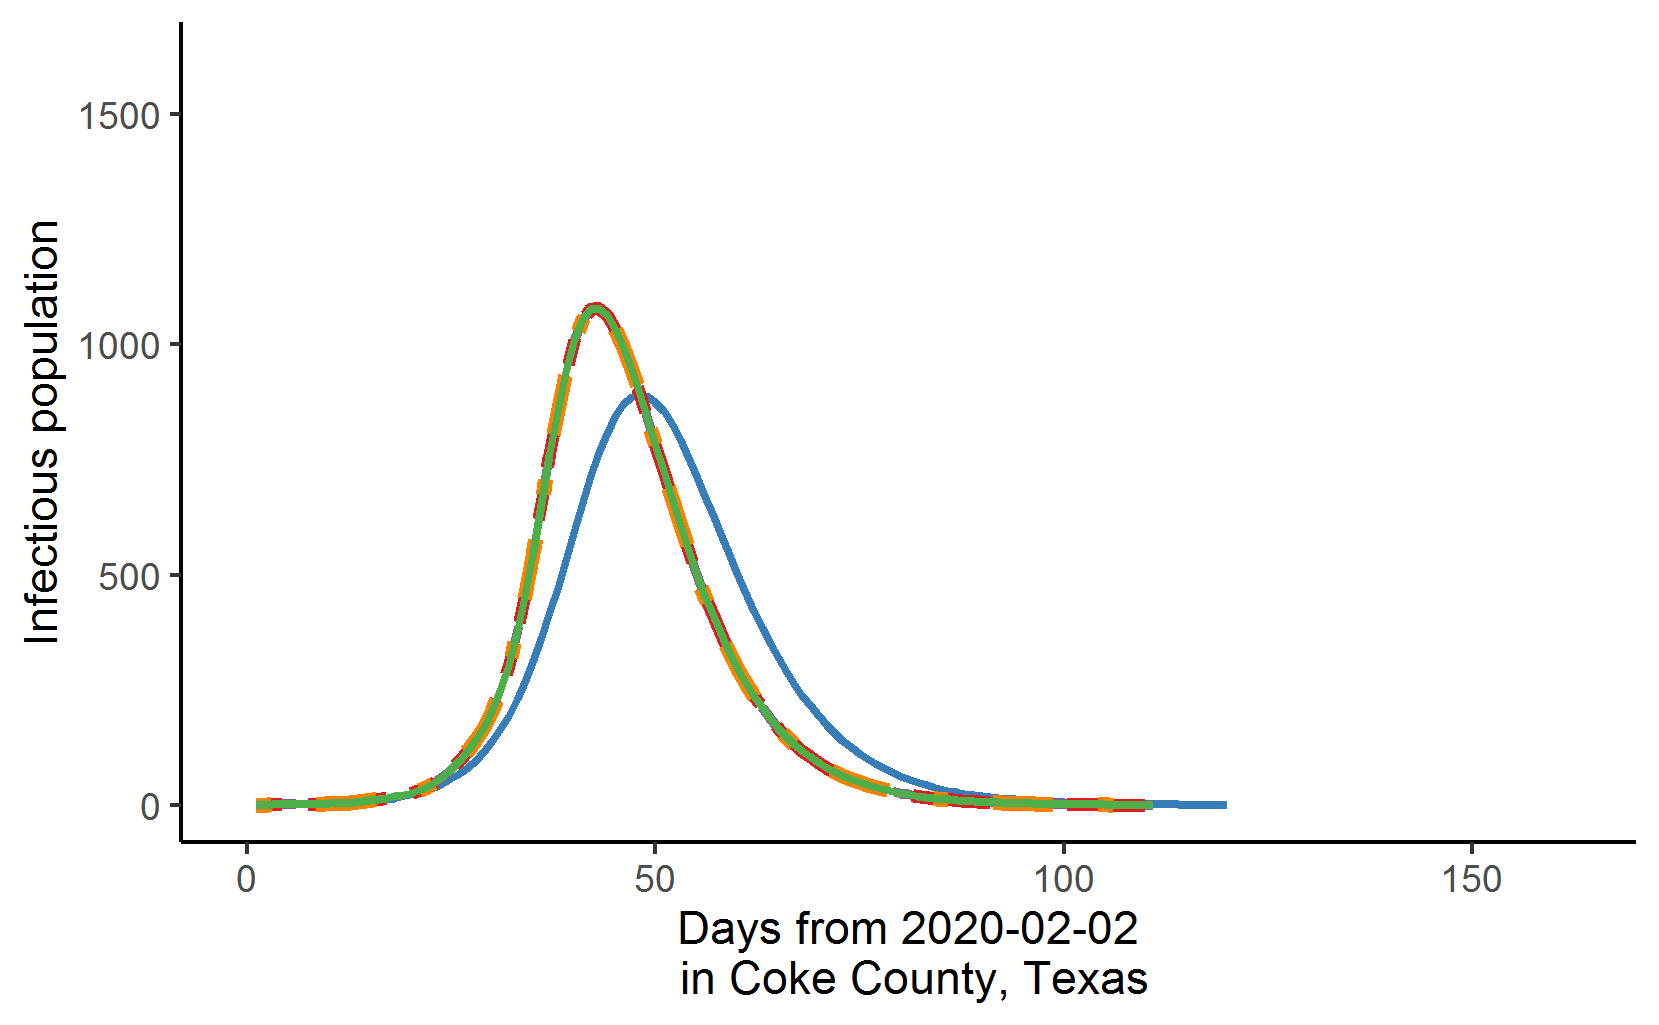 Infectious population
1500
1000
500
0
0 50 100 150
Days from 2020-02-02
in Coke County, Texas